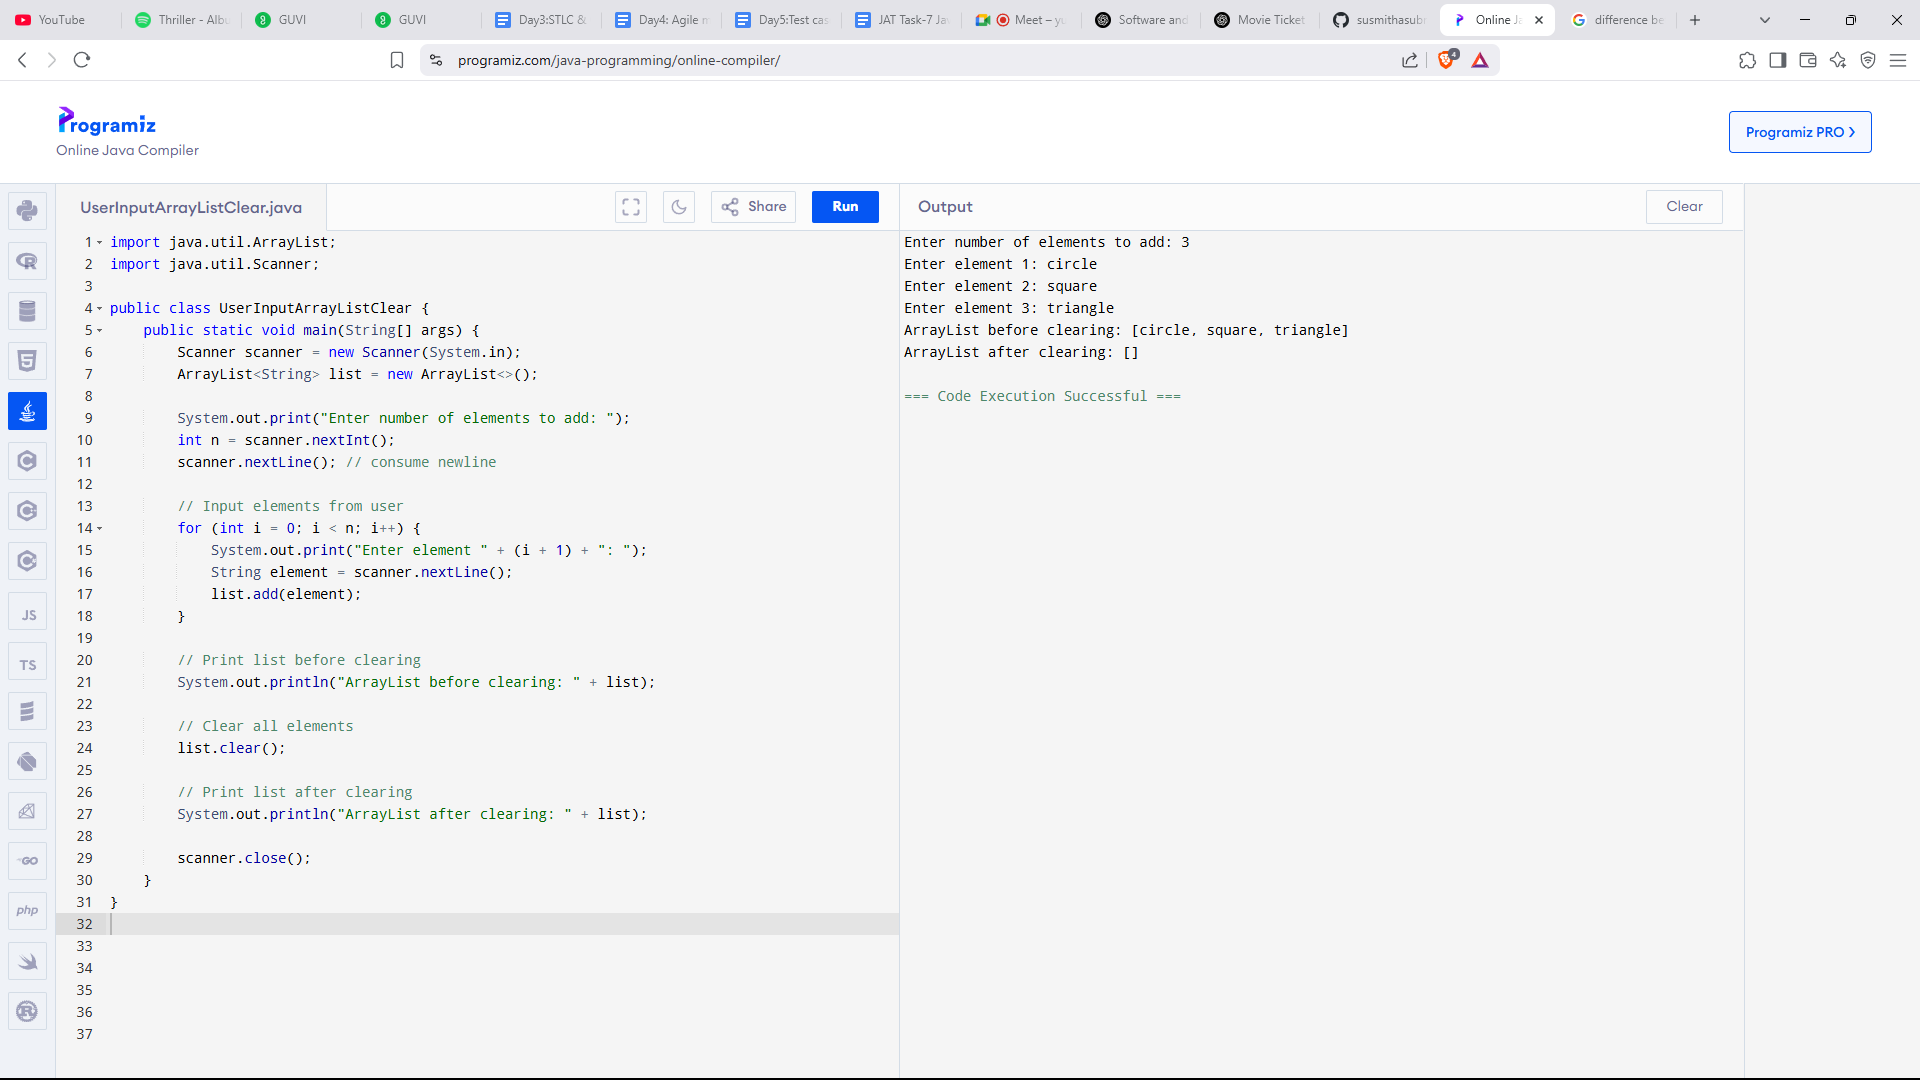 YouTube
Thriller - Albu
GUVI
GUVI
Day3:STLC &
Day4: Agile m
Day5:Test cas
JAT Task-7 Jav
Meet – yu
Software and
Movie Ticket
susmithasubr
Online Ja
difference be
programiz.com/java-programming/online-compiler/
4
Programiz
Online Java Compiler
Programiz PRO
UserInputArrayListClear.java
Share
Run
Output
Clear
1 import java.util.ArrayList;
2 import java.util.Scanner;
3
4 public class UserInputArrayListClear {
5     public static void main(String[] args) {
6         Scanner scanner = new Scanner(System.in);
7         ArrayList<String> list = new ArrayList<>();
8
9         System.out.print("Enter number of elements to add: ");
10         int n = scanner.nextInt();
11         scanner.nextLine(); // consume newline
12
13         // Input elements from user
14         for (int i = 0; i < n; i++) {
15             System.out.print("Enter element " + (i + 1) + ": ");
16             String element = scanner.nextLine();
17             list.add(element);
18         }
19
20         // Print list before clearing
21         System.out.println("ArrayList before clearing: " + list);
22
23         // Clear all elements
24         list.clear();
25
26         // Print list after clearing
27         System.out.println("ArrayList after clearing: " + list);
28
29         scanner.close();
30     }
31 }
32
33
34
35
36
37
Enter number of elements to add: 3
Enter element 1: circle
Enter element 2: square
Enter element 3: triangle
ArrayList before clearing: [circle, square, triangle]
ArrayList after clearing: []
=== Code Execution Successful ===
JS
TS
GO
php